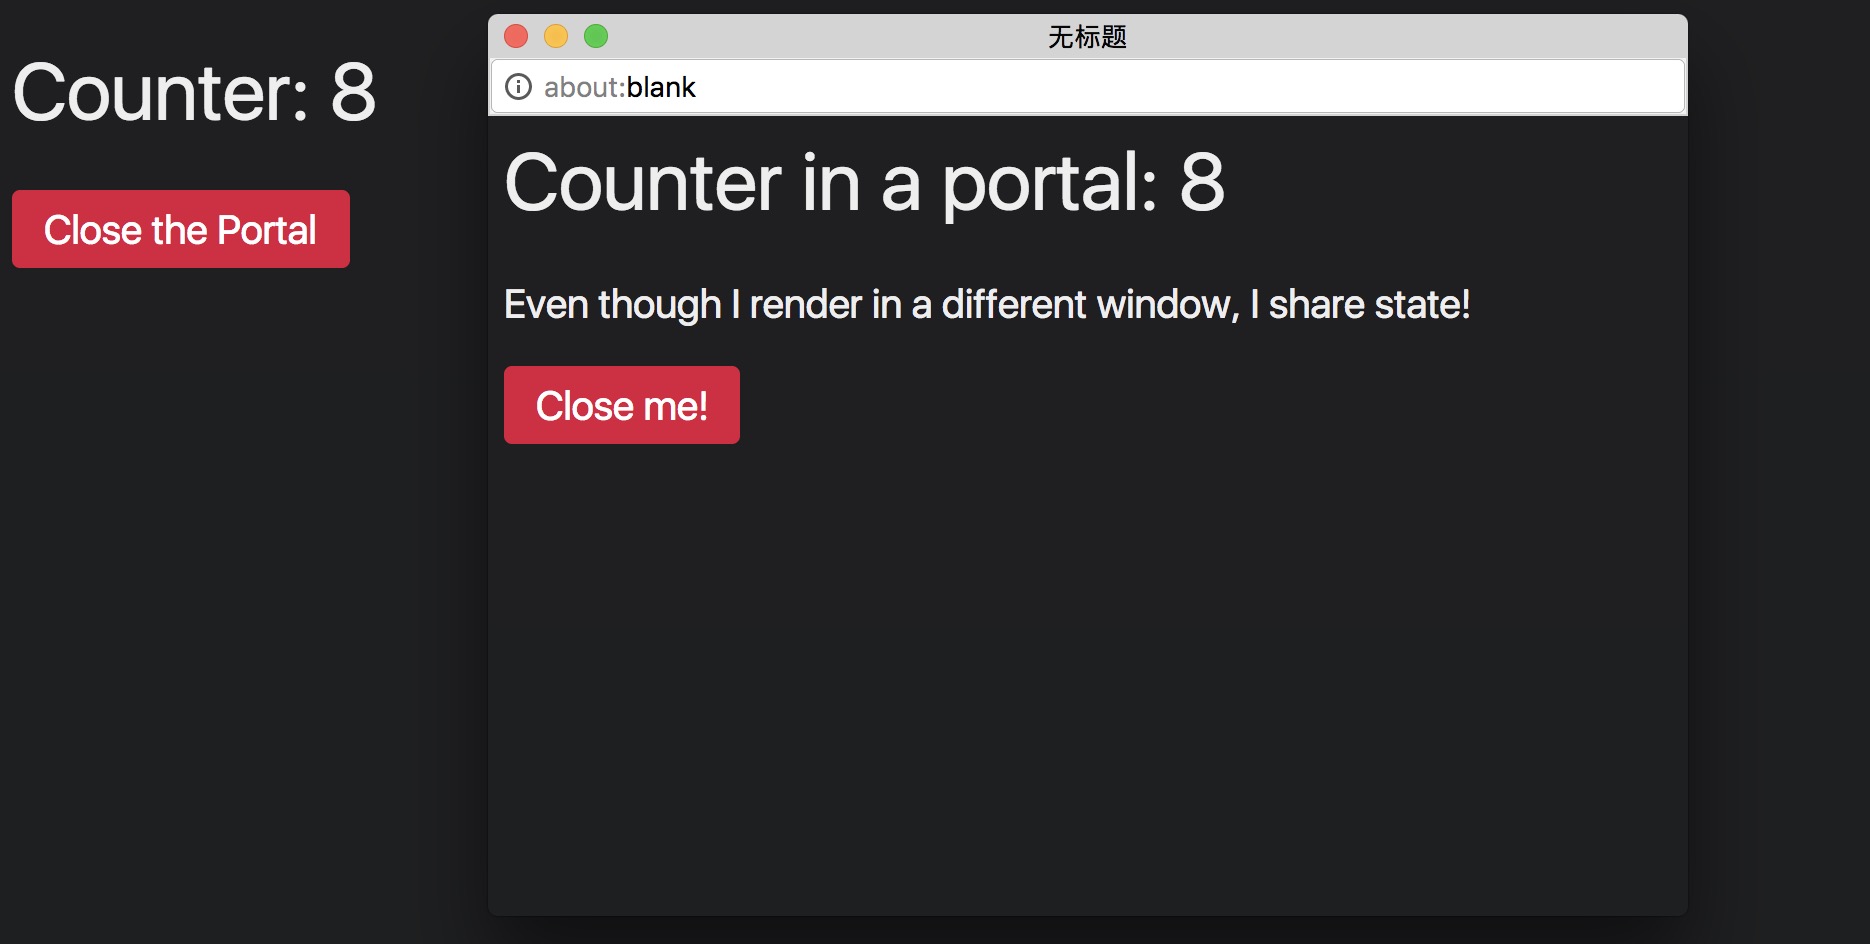 Counter: 8
Close the Portal
无标题
about:blank
Counter in a portal: 8
Even though I render in a different window, I share state!
Close me!